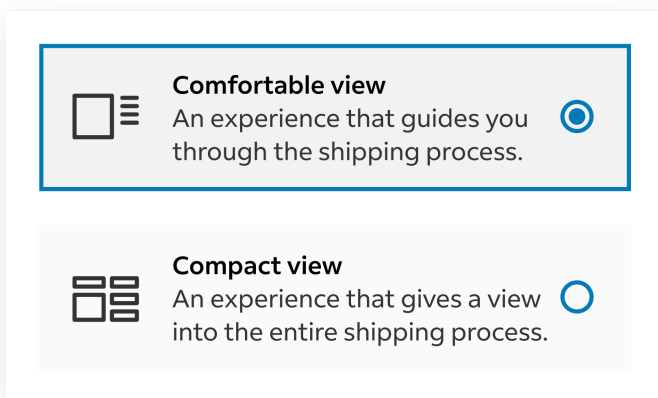 Comfortable view
An experience that guides you
through the shipping process.
Compact view
An experience that gives a view
into the entire shipping process.